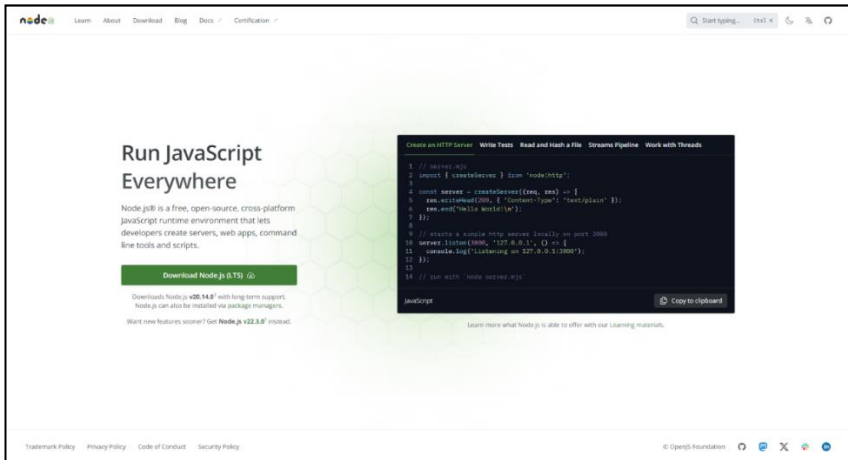 node
Learn About Download Blog Docs Certification
Start typing... Ctrl K
Run JavaScript
Everywhere
Node.js® is a free, open-source, cross-platform
JavaScript runtime environment that lets
developers create servers, web apps, command
line tools and scripts.
Download Node.js (LTS)
Downloads Node.js v20.14.0¹ with long-term support.
Node.js can also be installed via package managers.
Want new features sooner? Get Node.js v22.3.0¹ instead.
Create an HTTP Server Write Tests Read and Hash a File Streams Pipeline Work with Threads
1 // server.mjs
2 import { createServer } from 'node:http';
3
4 const server = createServer((req, res) => {
5 res.writeHead(200, { 'Content-Type': 'text/plain' });
6 res.end('Hello World!\n');
7 });
8
9 // starts a simple http server locally on port 3000
10 server.listen(3000, '127.0.0.1', () => {
11 console.log('Listening on 127.0.0.1:3000');
12 });
13
14 // run with `node server.mjs`
JavaScript Copy to clipboard
Learn more what Node.js is able to offer with our Learning materials.
Trademark Policy Privacy Policy Code of Conduct Security Policy
© OpenJS Foundation